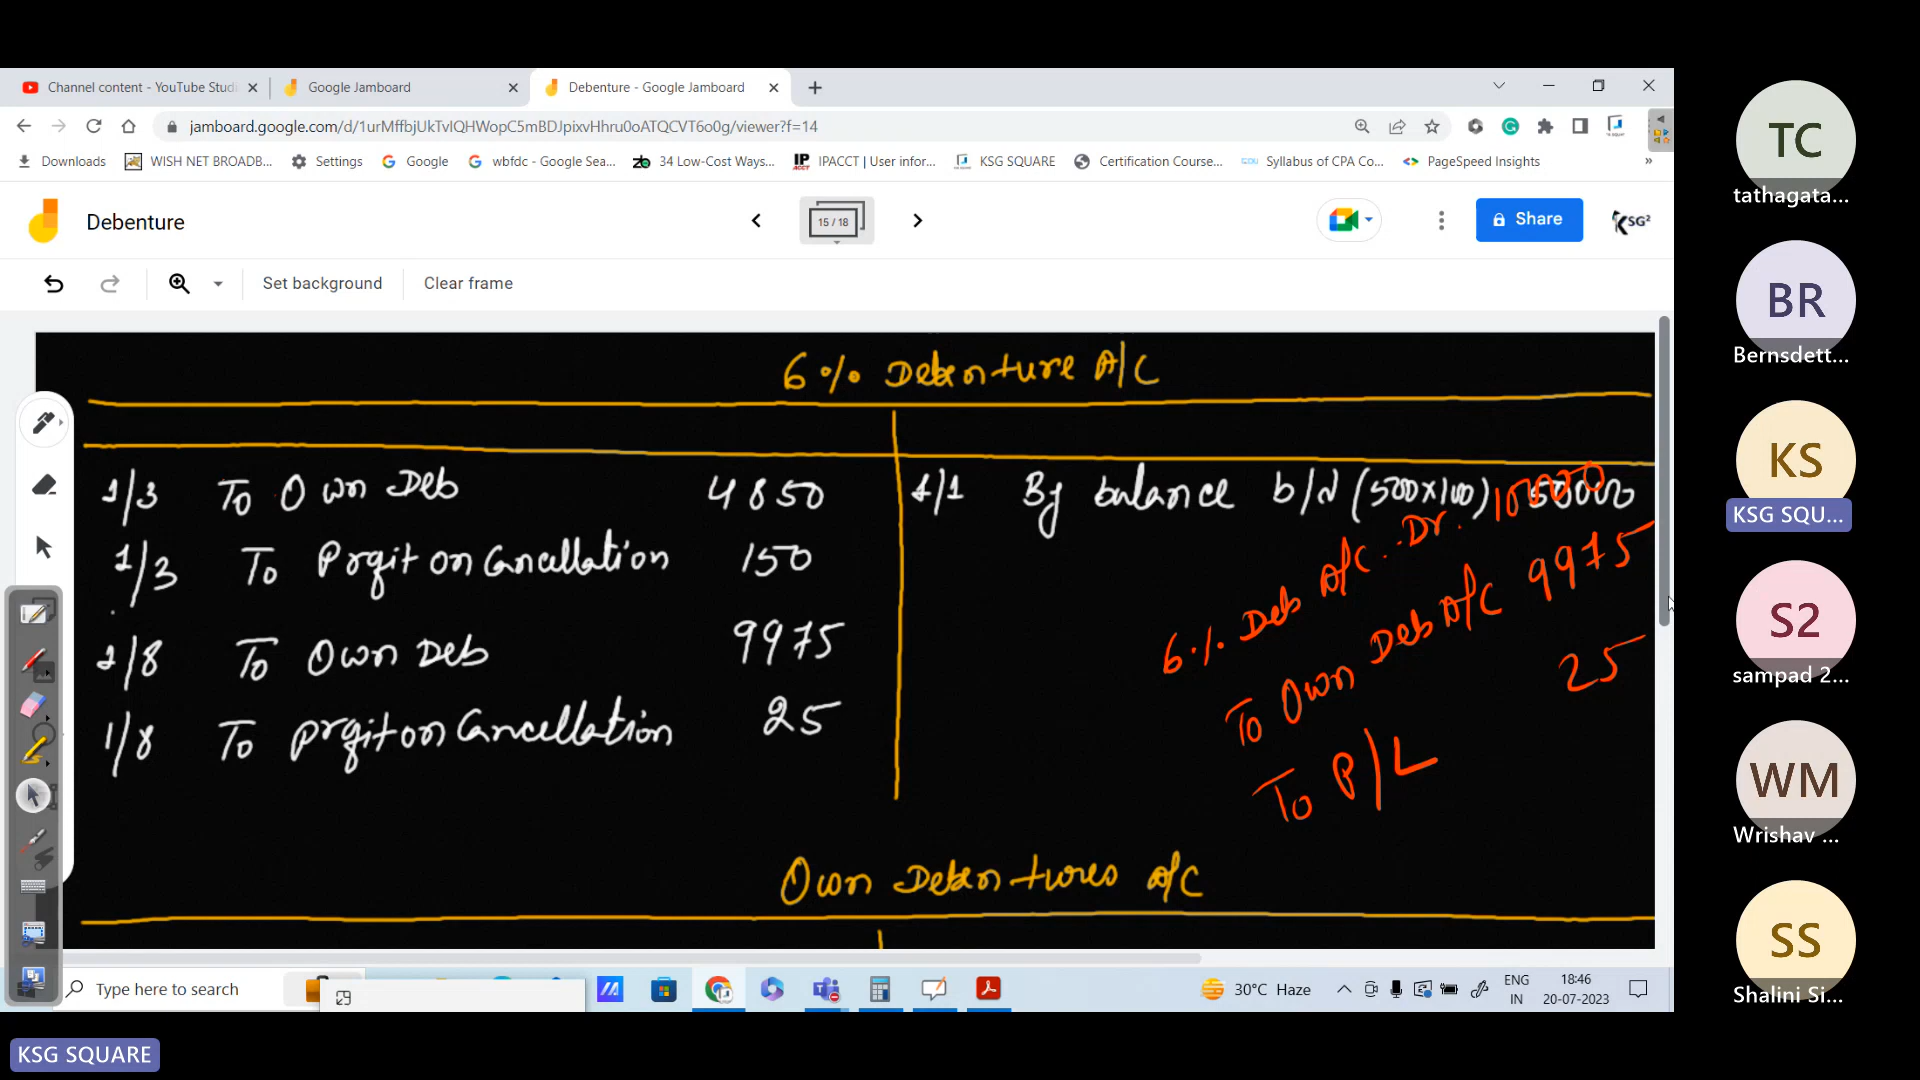 Channel content - YouTube Stud
Google Jamboard
Debenture - Google Jamboard
jamboard.google.com/d/1urMffbjUkTvIQHWopC5mBDJpixvHhru0oATQCVT6o0g/viewer?f=14
Downloads
WISH NET BROADB...
Settings
Google
wbfdc - Google Sea...
34 Low-Cost Ways...
IPACCT | User infor...
KSG SQUARE
Certification Course...
Syllabus of CPA Co...
PageSpeed Insights
»
Debenture
15 / 18
Share
KSG²
Set background
Clear frame
6% Debenture A/C
1/3 To Own Deb 4850
1/1 By balance b/d (500x100) 50000
1/3 To Profit on Cancellation 150
1/8 To Own Deb 9975
1/8 To profit on Cancellation 25
6% Deb A/C..Dr. 10000
To Own Deb A/C 9975
To P/L 25
Own Debentures A/C
Type here to search
30°C Haze
ENG
IN
18:46
20-07-2023
TC
tathagata...
BR
Bernsdett...
KS
KSG SQU...
S2
sampad 2...
WM
Wrishav ...
SS
Shalini Si...
KSG SQUARE